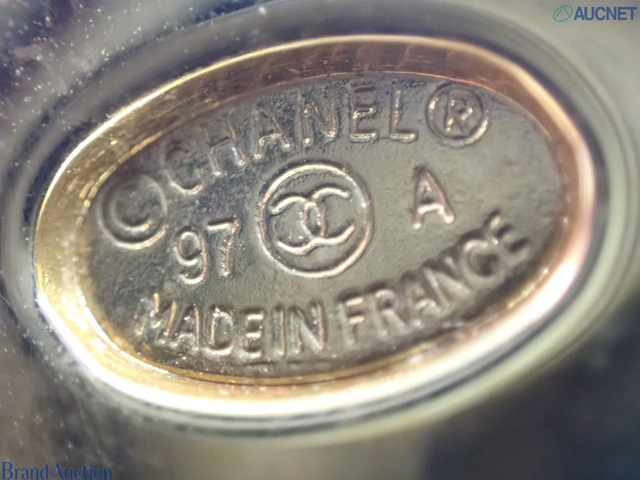 AUCNET
© CHANEL ®
97 A
MADE IN FRANCE
Brand Auction